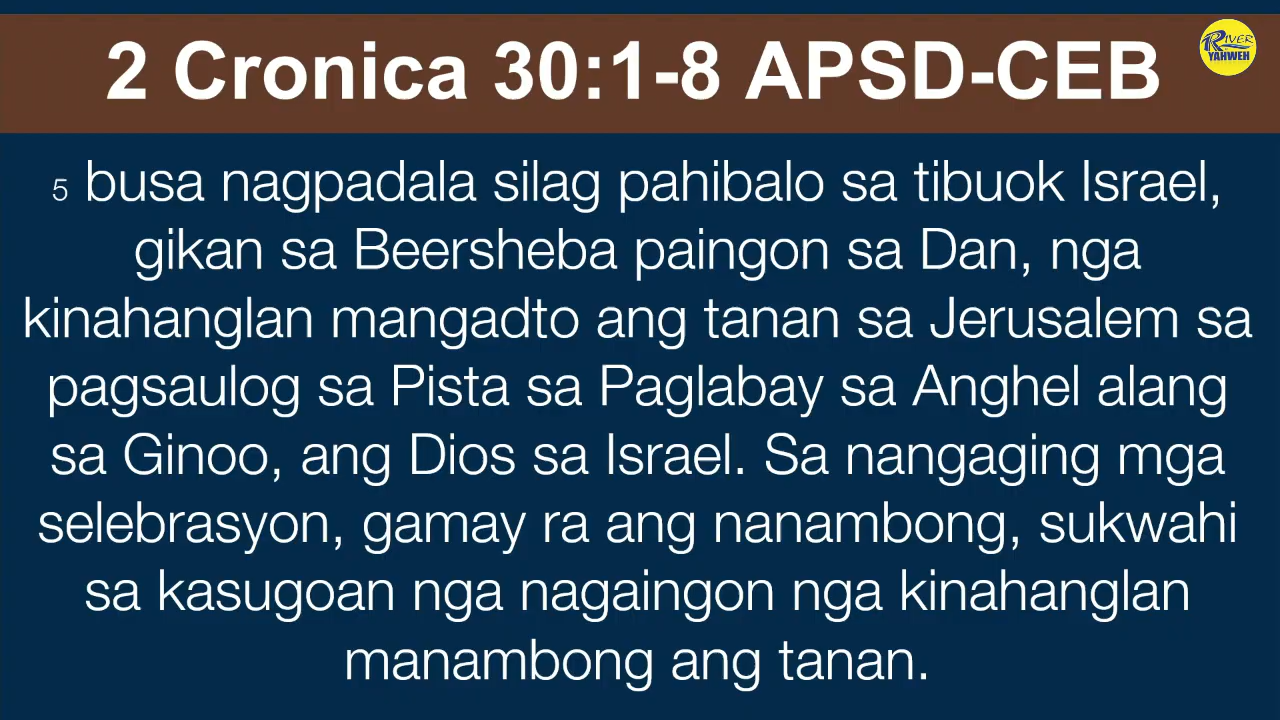 2 Cronica 30:1-8 APSD-CEB
RIVER
YAHWEH
5 busa nagpadala silag pahibalo sa tibuok Israel,
gikan sa Beersheba paingon sa Dan, nga
kinahanglan mangadto ang tanan sa Jerusalem sa
pagsaulog sa Pista sa Paglabay sa Anghel alang
sa Ginoo, ang Dios sa Israel. Sa nangaging mga
selebrasyon, gamay ra ang nanambong, sukwahi
sa kasugoan nga nagaingon nga kinahanglan
manambong ang tanan.